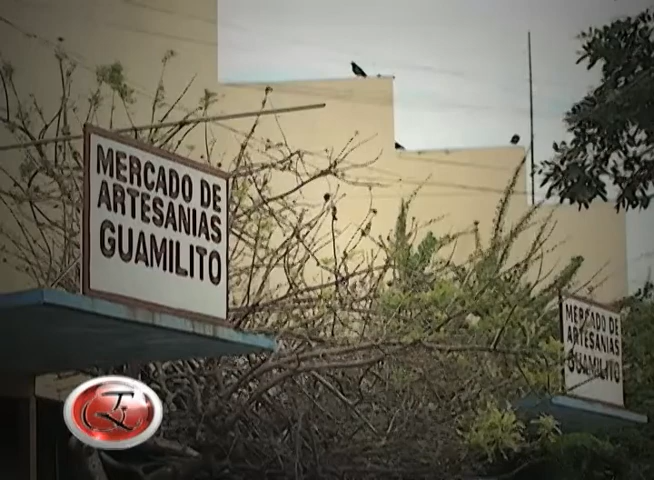 MERCADO DE
ARTESANIAS
GUAMILITO
MERCADO DE
ARTESANIAS
GUAMILITO